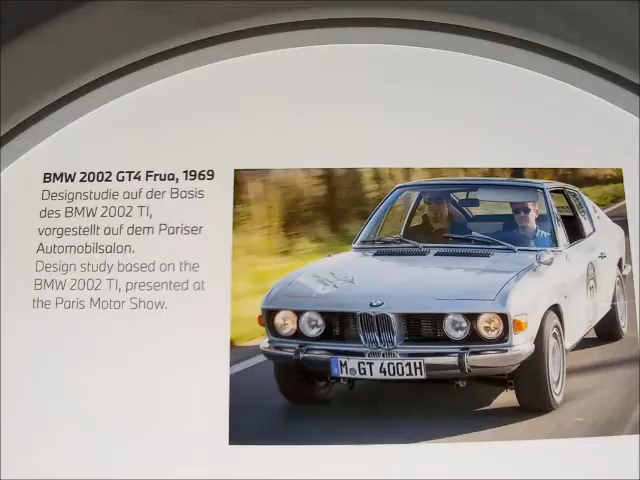 BMW 2002 GT4 Frua, 1969
Designstudie auf der Basis
des BMW 2002 TI,
vorgestellt auf dem Pariser
Automobilsalon.
Design study based on the
BMW 2002 TI, presented at
the Paris Motor Show.
M GT 4001H